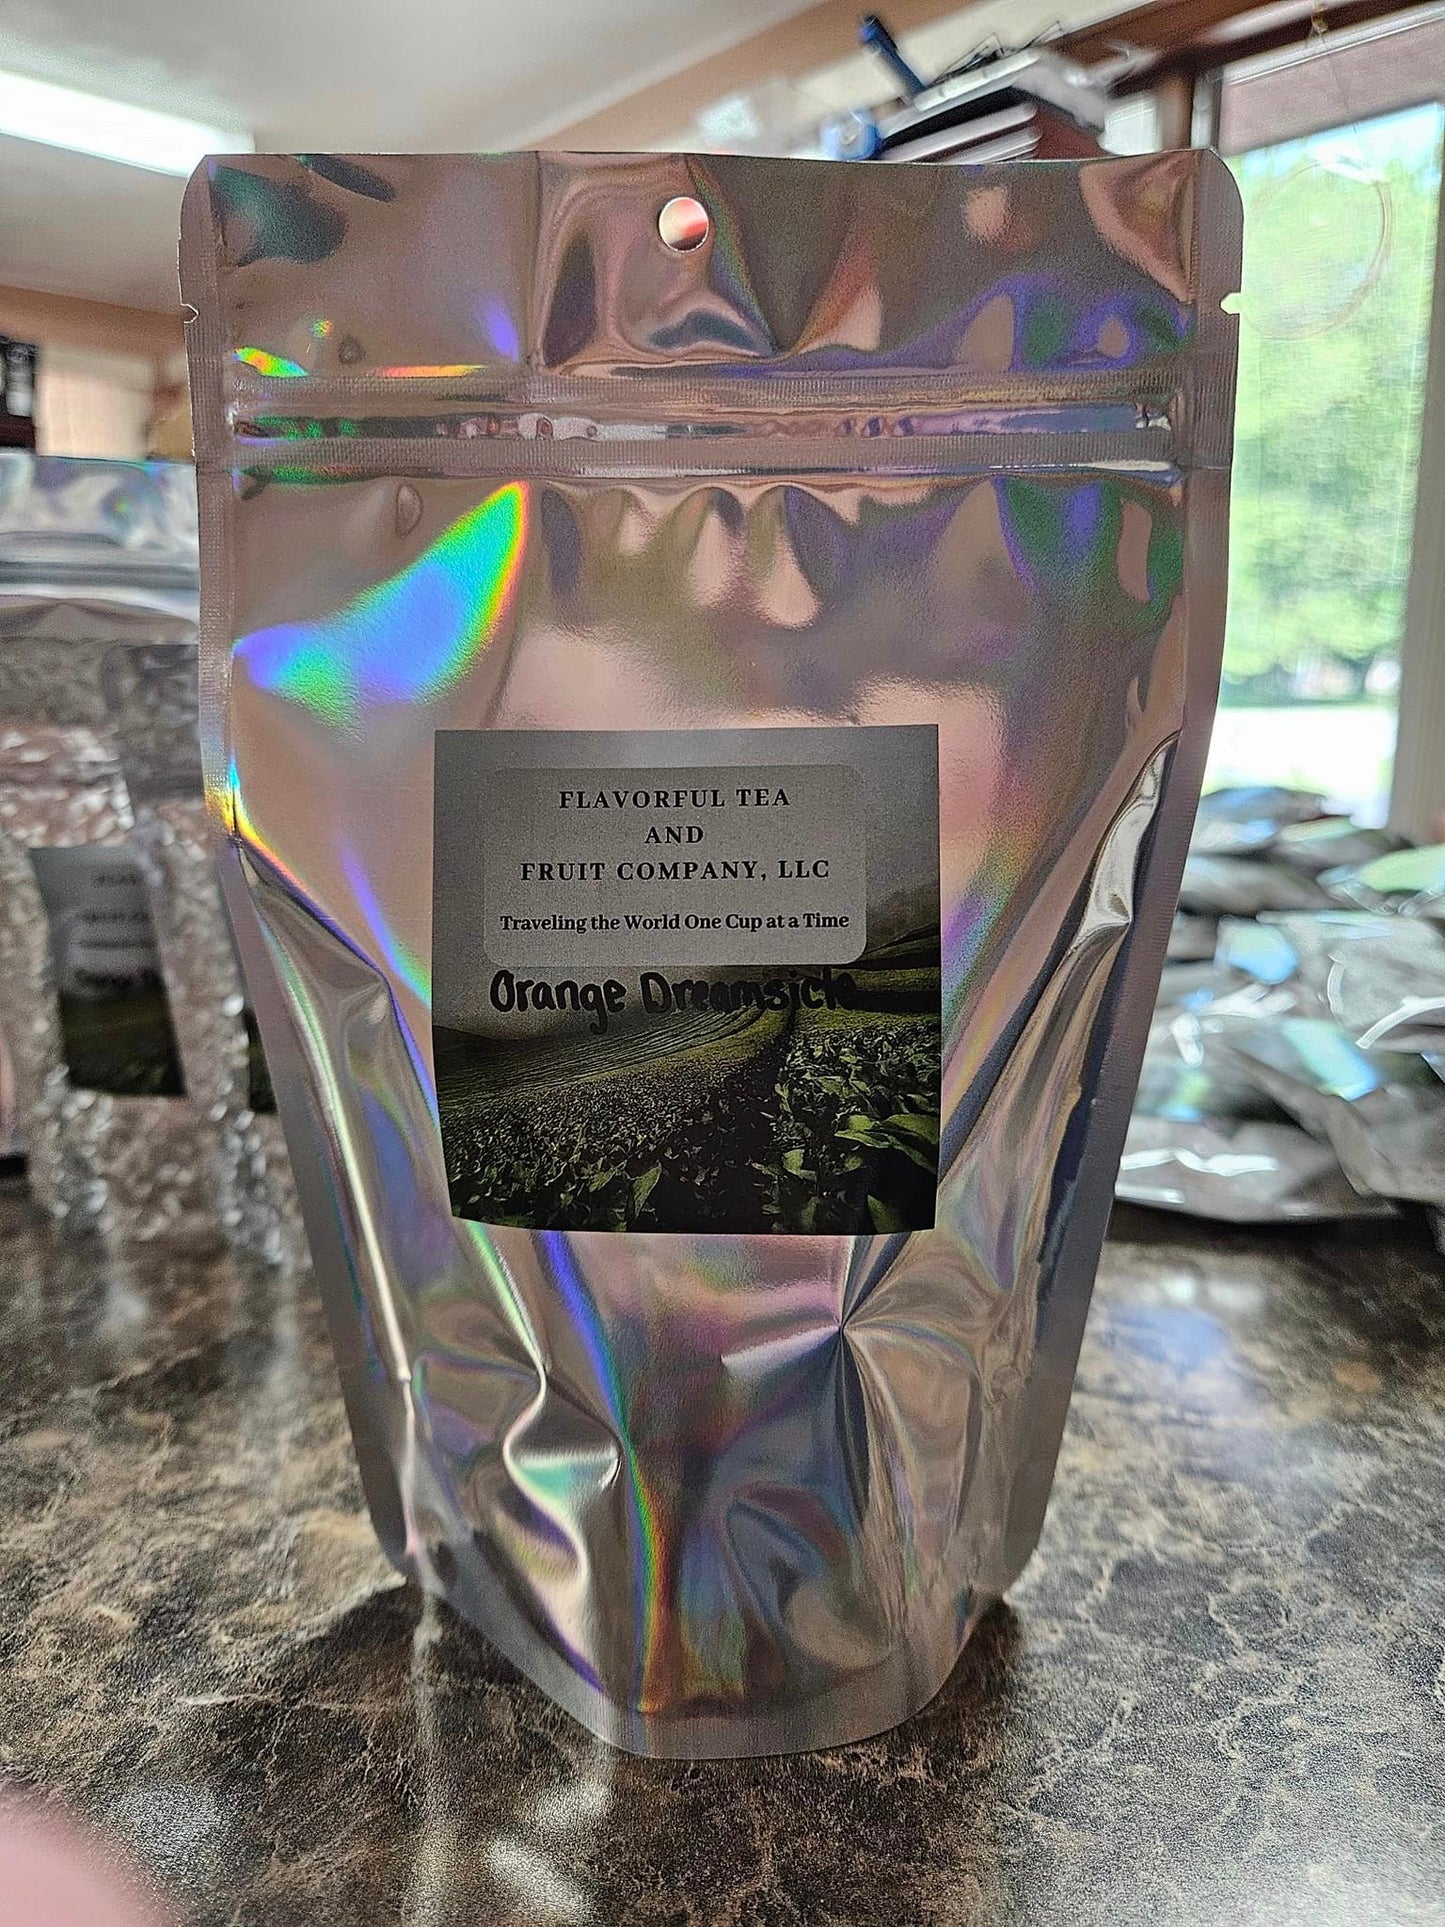 FLAVORFUL TEA
AND
FRUIT COMPANY, LLC
Traveling the World One Cup at a Time
Orange Dreamsicle